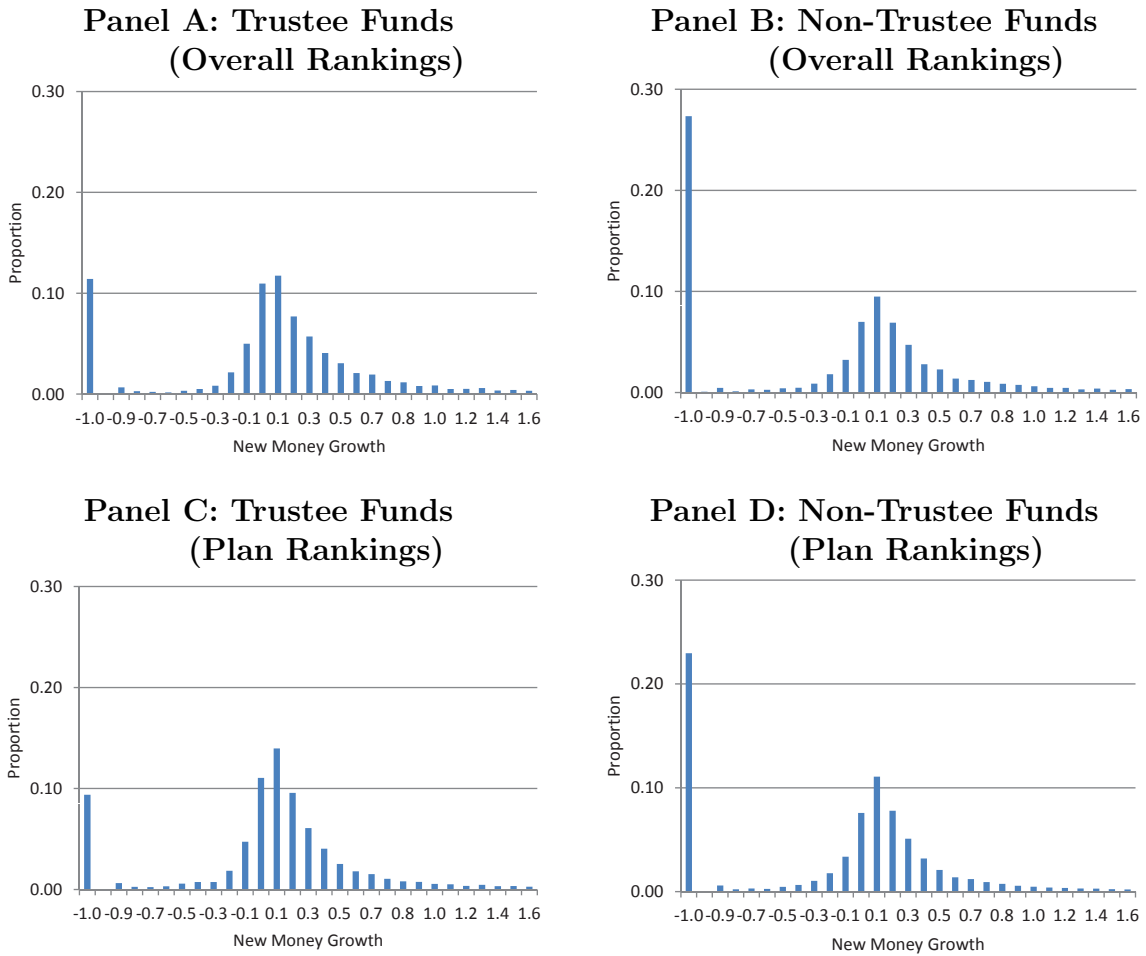 Panel A: Trustee Funds
(Overall Rankings)
0.30
0.20
0.10
0.00
Proportion
-1.0 -0.9 -0.7 -0.5 -0.3 -0.1 0.1 0.3 0.5 0.7 0.8 1.0 1.2 1.4 1.6
New Money Growth
Panel B: Non-Trustee Funds
(Overall Rankings)
0.30
0.20
0.10
0.00
Proportion
-1.0 -0.9 -0.7 -0.5 -0.3 -0.1 0.1 0.3 0.5 0.7 0.8 1.0 1.2 1.4 1.6
New Money Growth
Panel C: Trustee Funds
(Plan Rankings)
0.30
0.20
0.10
0.00
Proportion
-1.0 -0.9 -0.7 -0.5 -0.3 -0.1 0.1 0.3 0.5 0.7 0.8 1.0 1.2 1.4 1.6
New Money Growth
Panel D: Non-Trustee Funds
(Plan Rankings)
0.30
0.20
0.10
0.00
Proportion
-1.0 -0.9 -0.7 -0.5 -0.3 -0.1 0.1 0.3 0.5 0.7 0.8 1.0 1.2 1.4 1.6
New Money Growth